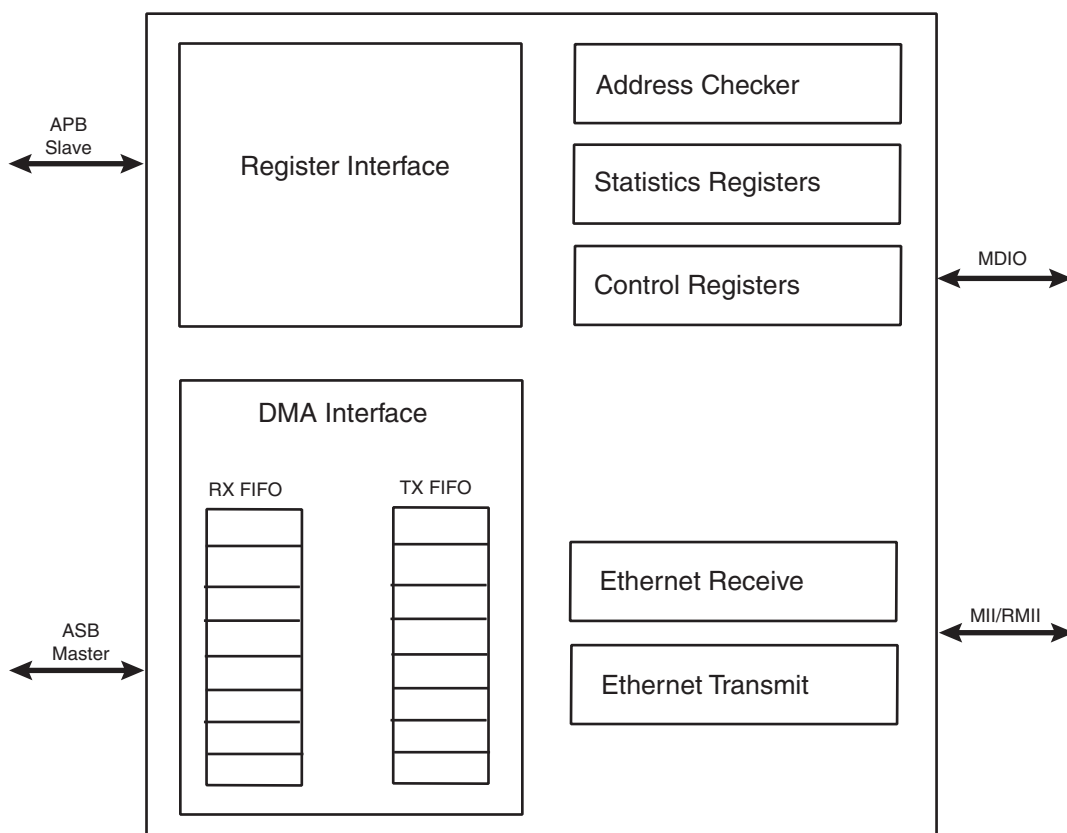 APB
Slave
Register Interface
Address Checker
Statistics Registers
Control Registers
MDIO
DMA Interface
RX FIFO
TX FIFO
ASB
Master
Ethernet Receive
Ethernet Transmit
MII/RMII